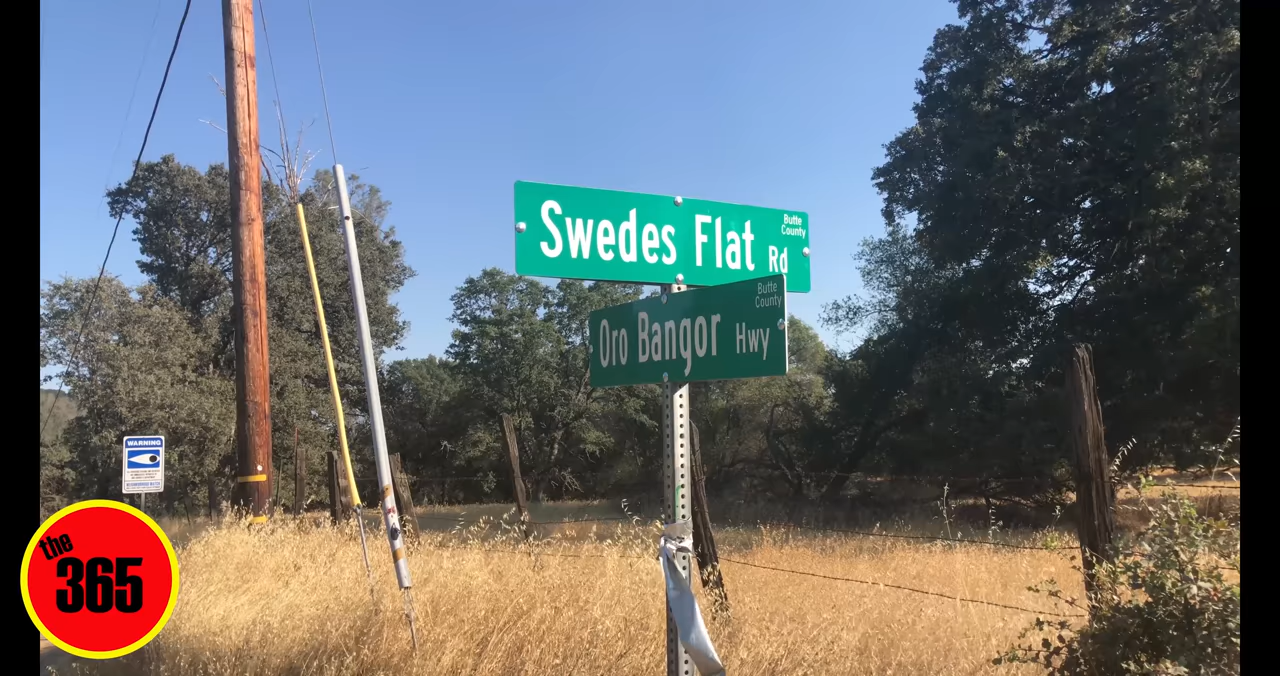 Swedes Flat Rd
Butte
County
Oro Bangor Hwy
Butte
County
WARNING
the
365